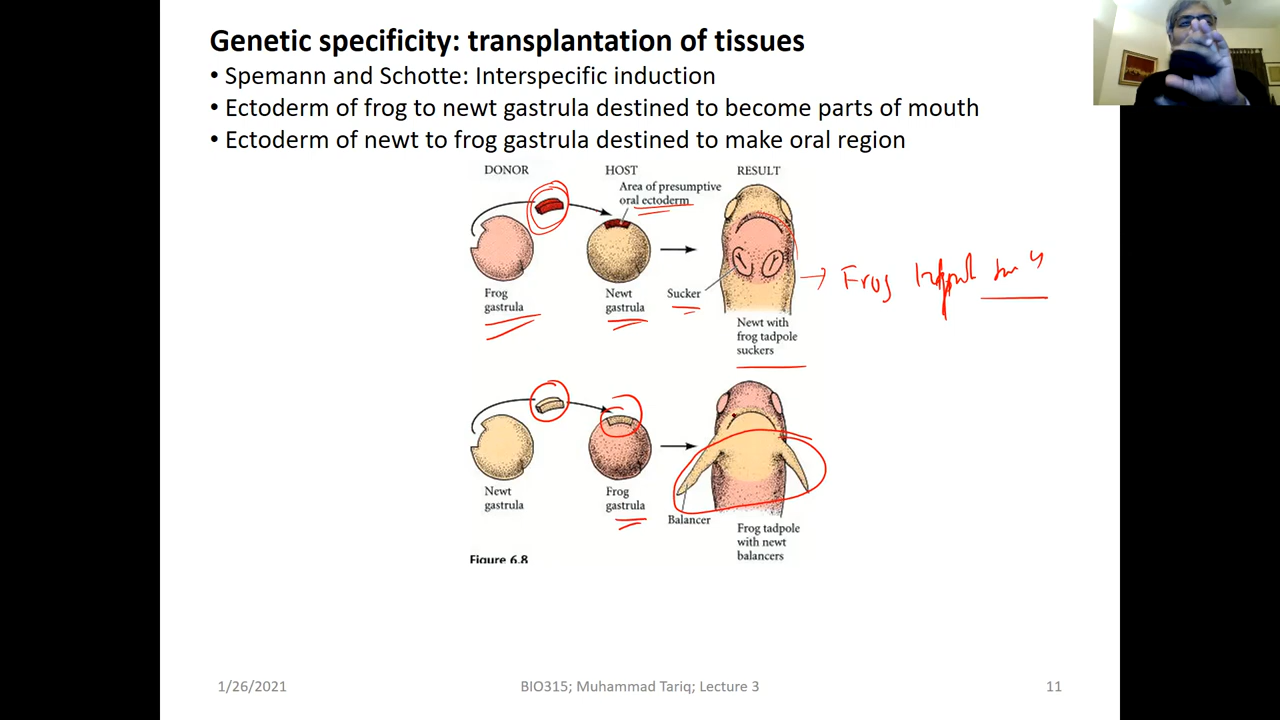 Genetic specificity: transplantation of tissues
• Spemann and Schotte: Interspecific induction
• Ectoderm of frog to newt gastrula destined to become parts of mouth
• Ectoderm of newt to frog gastrula destined to make oral region
DONOR HOST RESULT
Area of presumptive
oral ectoderm
Frog
gastrula
Newt
gastrula
Sucker
Newt with
frog tadpole
suckers
→ Frog
Newt
gastrula
Frog
gastrula
Balancer
Frog tadpole
with newt
balancers
Figure 6.8
1/26/2021 BIO315; Muhammad Tariq; Lecture 3 11